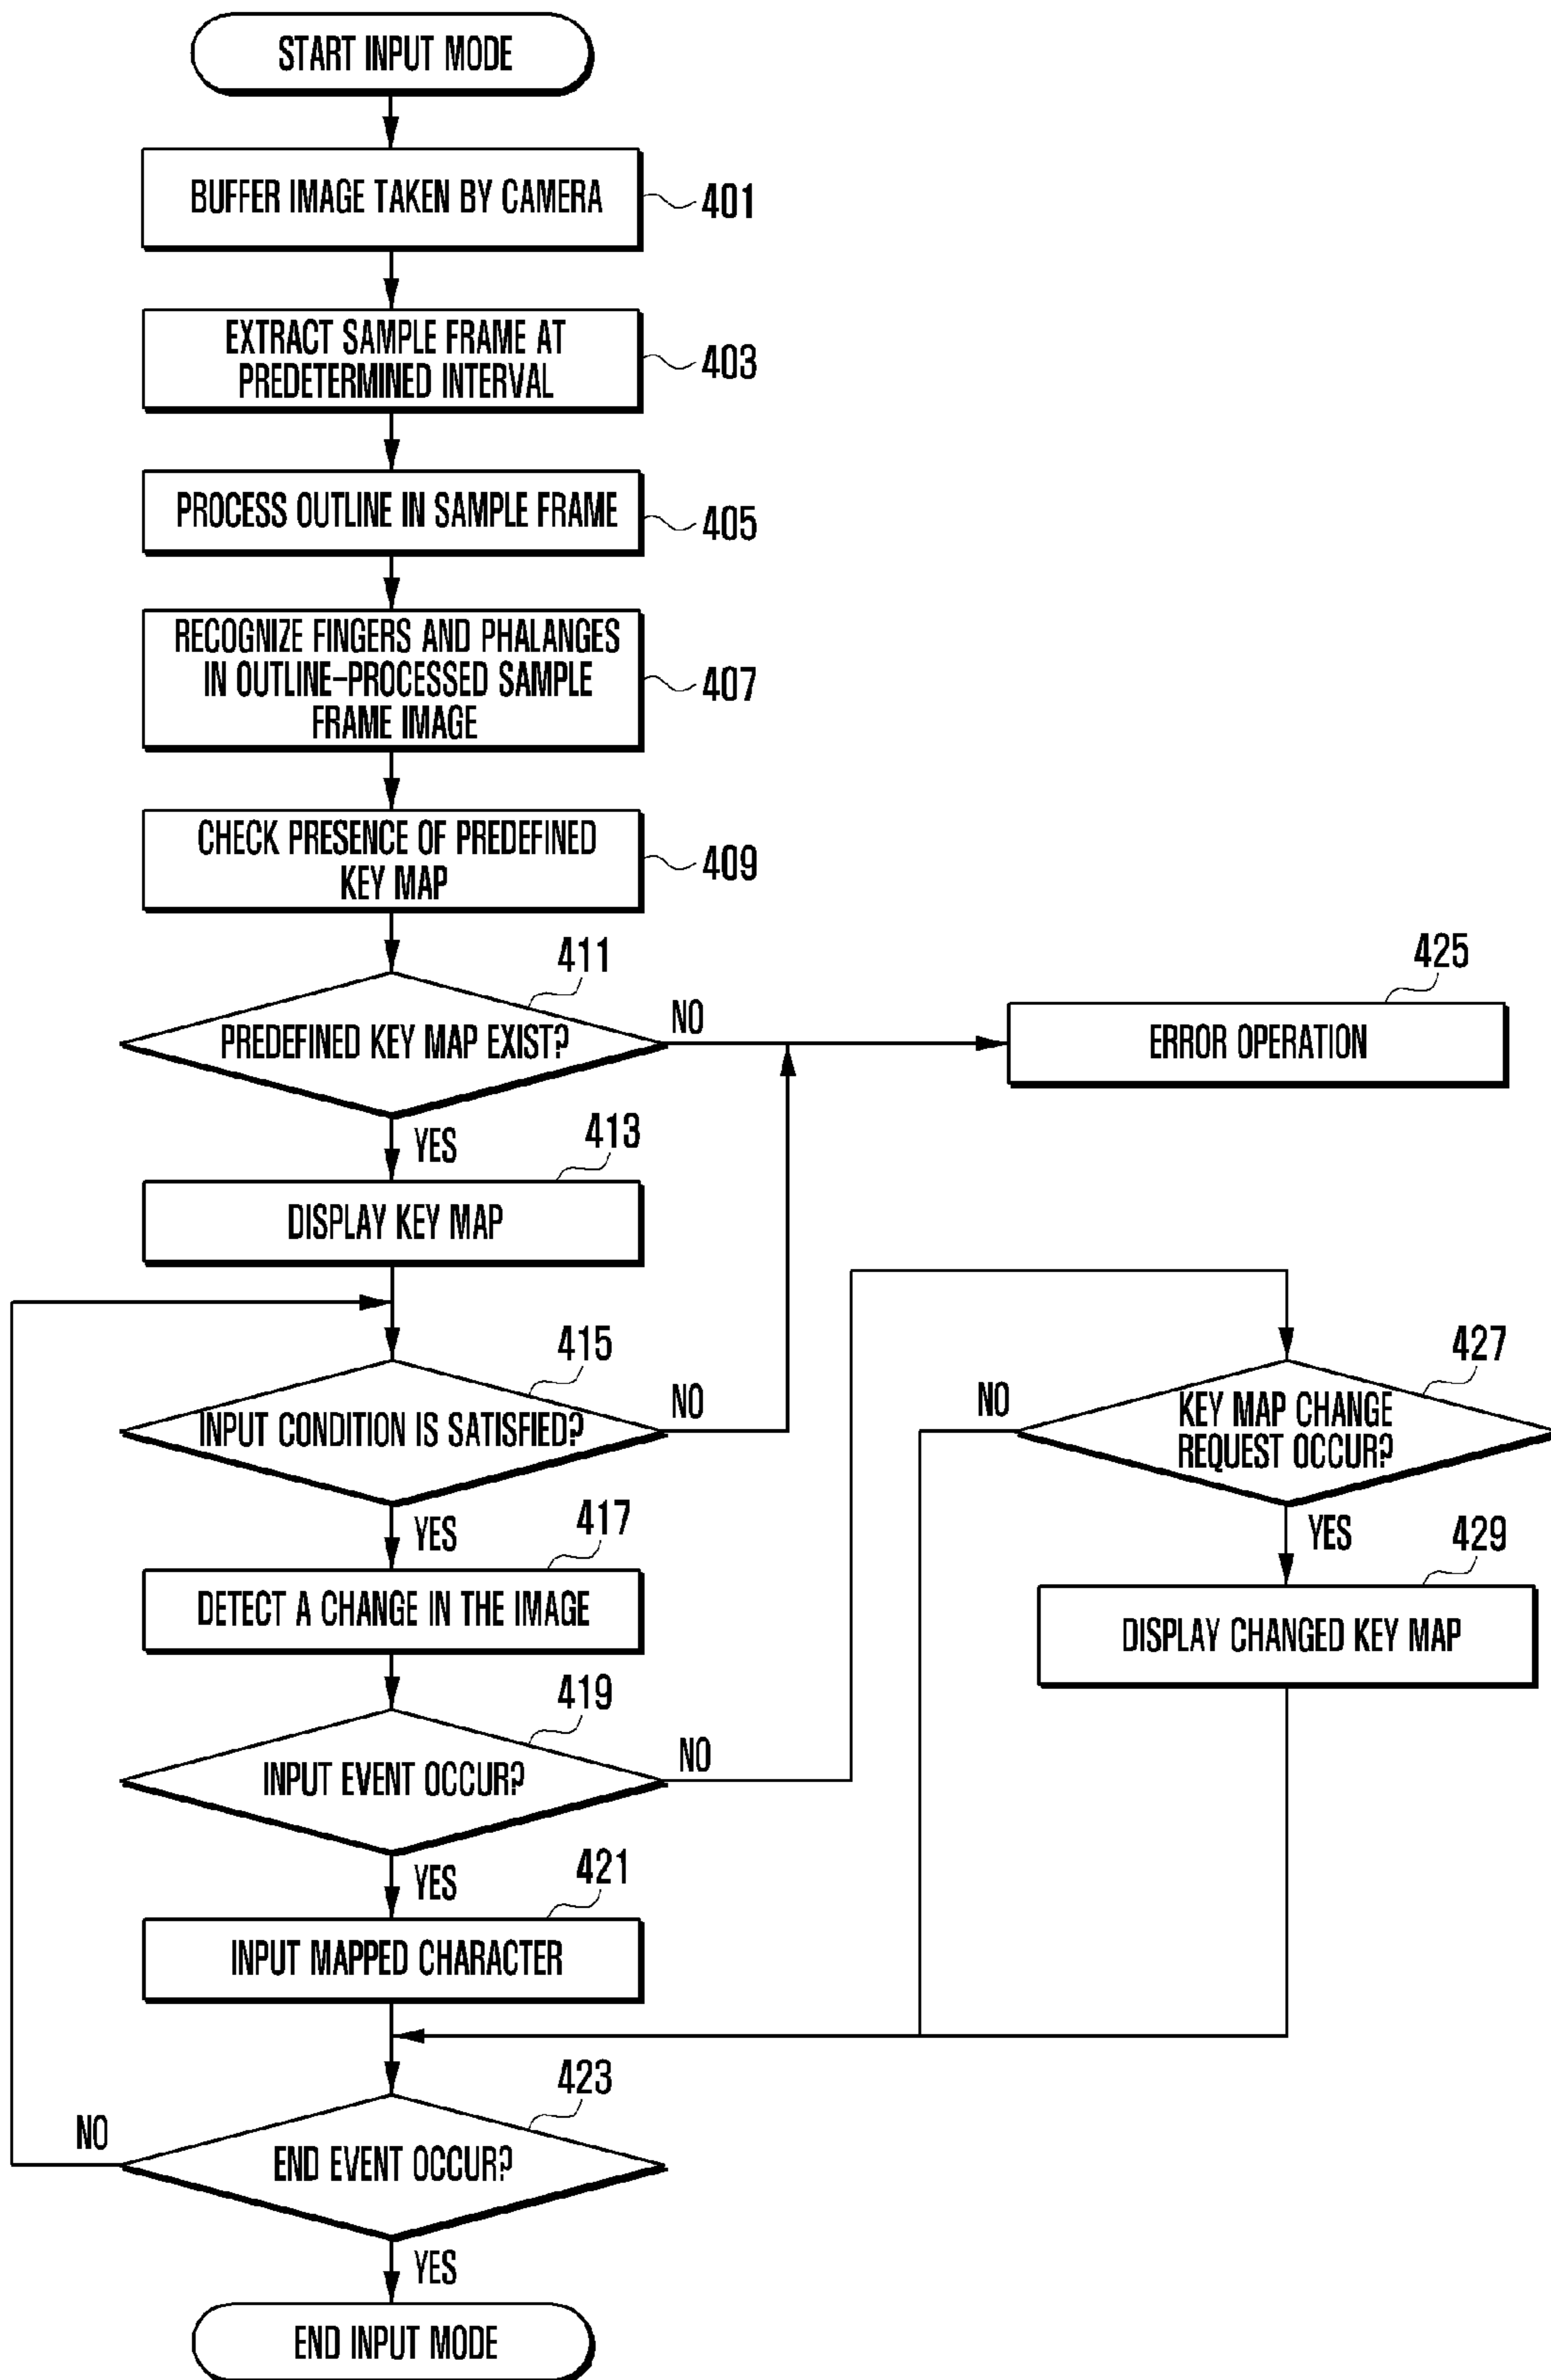 START INPUT MODE
BUFFER IMAGE TAKEN BY CAMERA
401
EXTRACT SAMPLE FRAME AT
PREDETERMINED INTERVAL
403
PROCESS OUTLINE IN SAMPLE FRAME
405
RECOGNIZE FINGERS AND PHALANGES
IN OUTLINE-PROCESSED SAMPLE
FRAME IMAGE
407
CHECK PRESENCE OF PREDEFINED
KEY MAP
409
411
PREDEFINED KEY MAP EXIST?
NO
425
ERROR OPERATION
YES
413
DISPLAY KEY MAP
415
INPUT CONDITION IS SATISFIED?
NO
427
KEY MAP CHANGE
REQUEST OCCUR?
NO
YES
417
DETECT A CHANGE IN THE IMAGE
YES
429
DISPLAY CHANGED KEY MAP
419
INPUT EVENT OCCUR?
NO
YES
421
INPUT MAPPED CHARACTER
423
END EVENT OCCUR?
NO
YES
END INPUT MODE